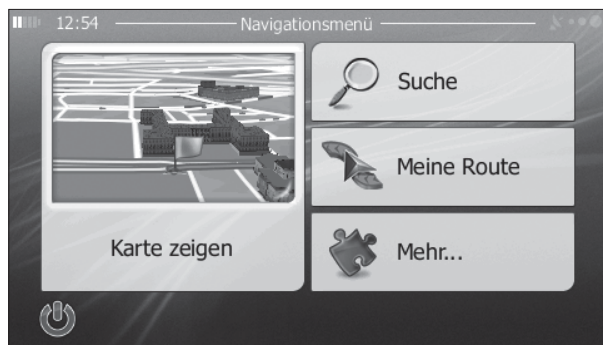 12:54 Navigationsmenü
Suche
Meine Route
Karte zeigen
Mehr...